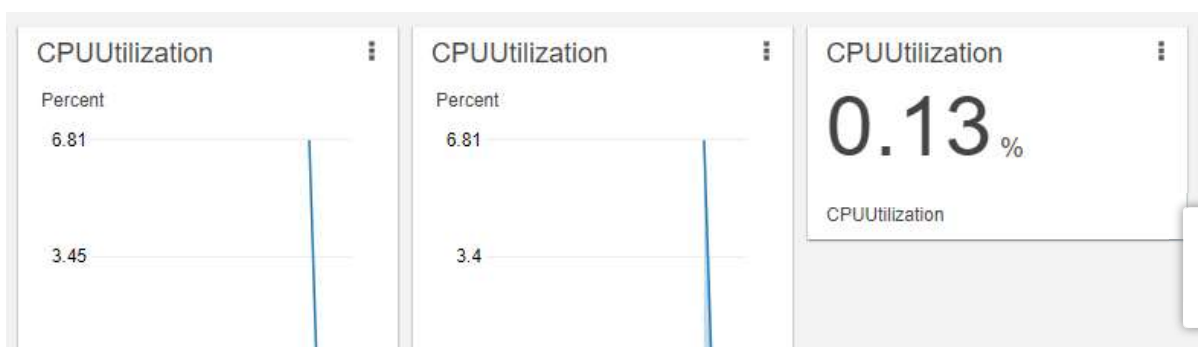 CPUUtilization
Percent
6.81
3.45
CPUUtilization
Percent
6.81
3.4
CPUUtilization
0.13 %
CPUUtilization